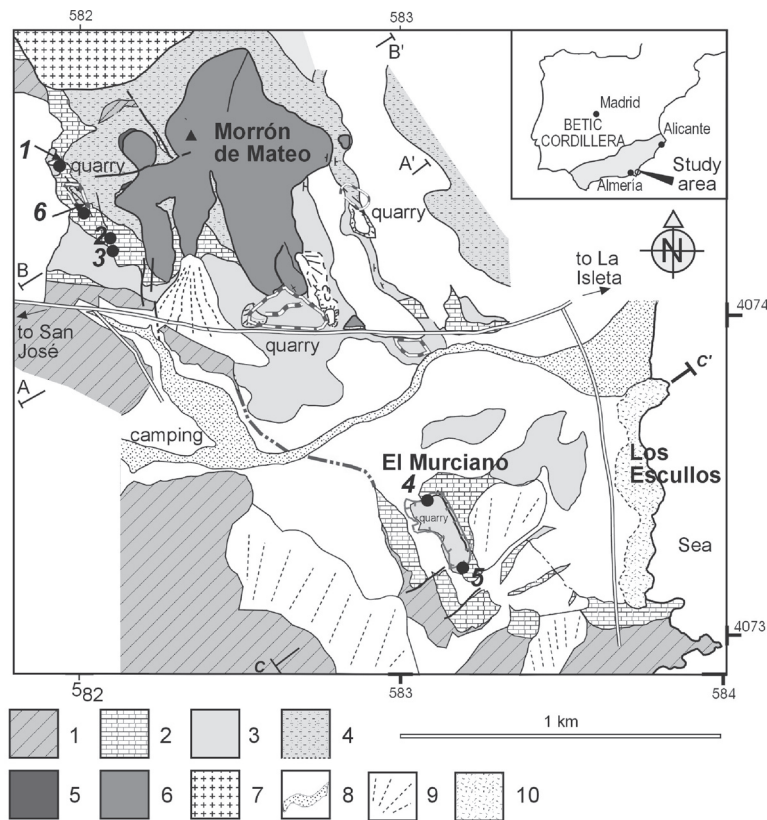 582
583
B'
Madrid
BETIC
CORDILLERA
Alicante
Almería
Study
area
Morrón
de Mateo
A'
1
quarry
6
quarry
2
3
N
B
to La
Isleta
4074
to San
José
quarry
C'
A
camping
El Murciano
4
quarry
Los
Escullos
5
Sea
4073
C
582
583
584
1
2
3
4
1 km
5
6
7
8
9
10